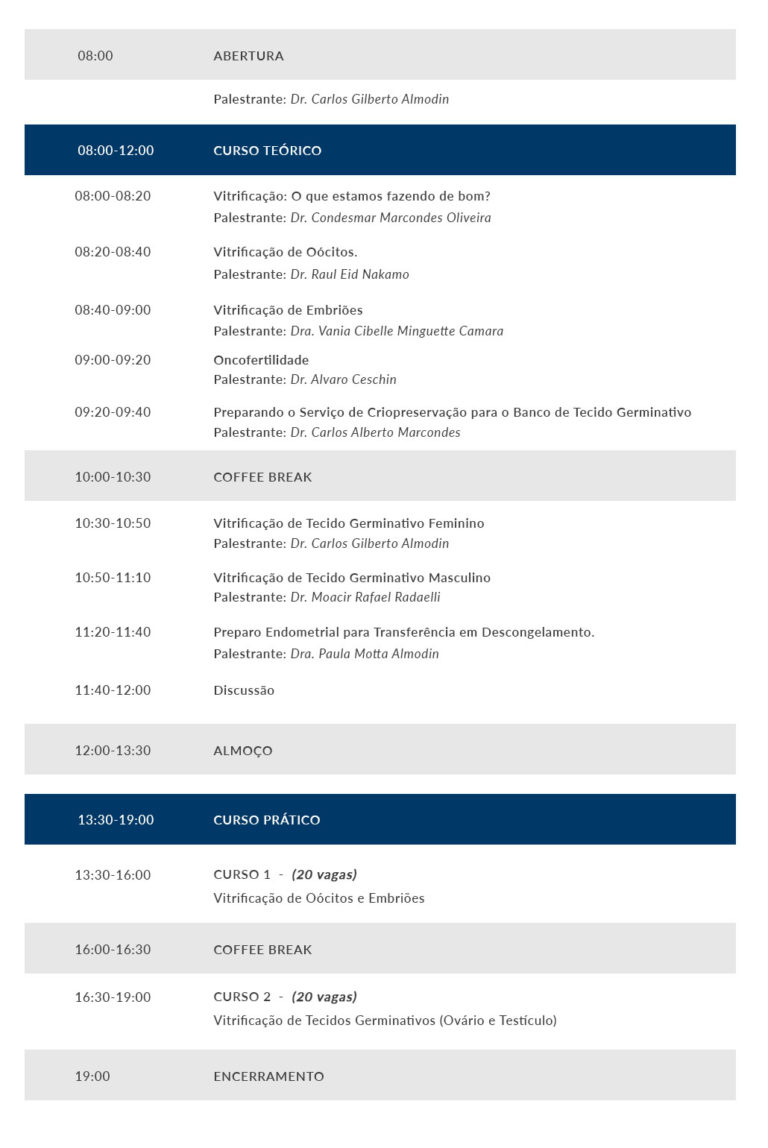 08:00 ABERTURA
Palestrante: Dr. Carlos Gilberto Almodin
08:00-12:00 CURSO TEÓRICO
08:00-08:20 Vitrificação: O que estamos fazendo de bom?
Palestrante: Dr. Condesmar Marcondes Oliveira
08:20-08:40 Vitrificação de Oócitos.
Palestrante: Dr. Raul Eid Nakamo
08:40-09:00 Vitrificação de Embriões
Palestrante: Dra. Vania Cibelle Minguette Camara
09:00-09:20 Oncofertilidade
Palestrante: Dr. Alvaro Ceschin
09:20-09:40 Preparando o Serviço de Criopreservação para o Banco de Tecido Germinativo
Palestrante: Dr. Carlos Alberto Marcondes
10:00-10:30 COFFEE BREAK
10:30-10:50 Vitrificação de Tecido Germinativo Feminino
Palestrante: Dr. Carlos Gilberto Almodin
10:50-11:10 Vitrificação de Tecido Germinativo Masculino
Palestrante: Dr. Moacir Rafael Radaelli
11:20-11:40 Preparo Endometrial para Transferência em Descongelamento.
Palestrante: Dra. Paula Motta Almodin
11:40-12:00 Discussão
12:00-13:30 ALMOÇO
13:30-19:00 CURSO PRÁTICO
13:30-16:00 CURSO 1 - (20 vagas)
Vitrificação de Oócitos e Embriões
16:00-16:30 COFFEE BREAK
16:30-19:00 CURSO 2 - (20 vagas)
Vitrificação de Tecidos Germinativos (Ovário e Testículo)
19:00 ENCERRAMENTO